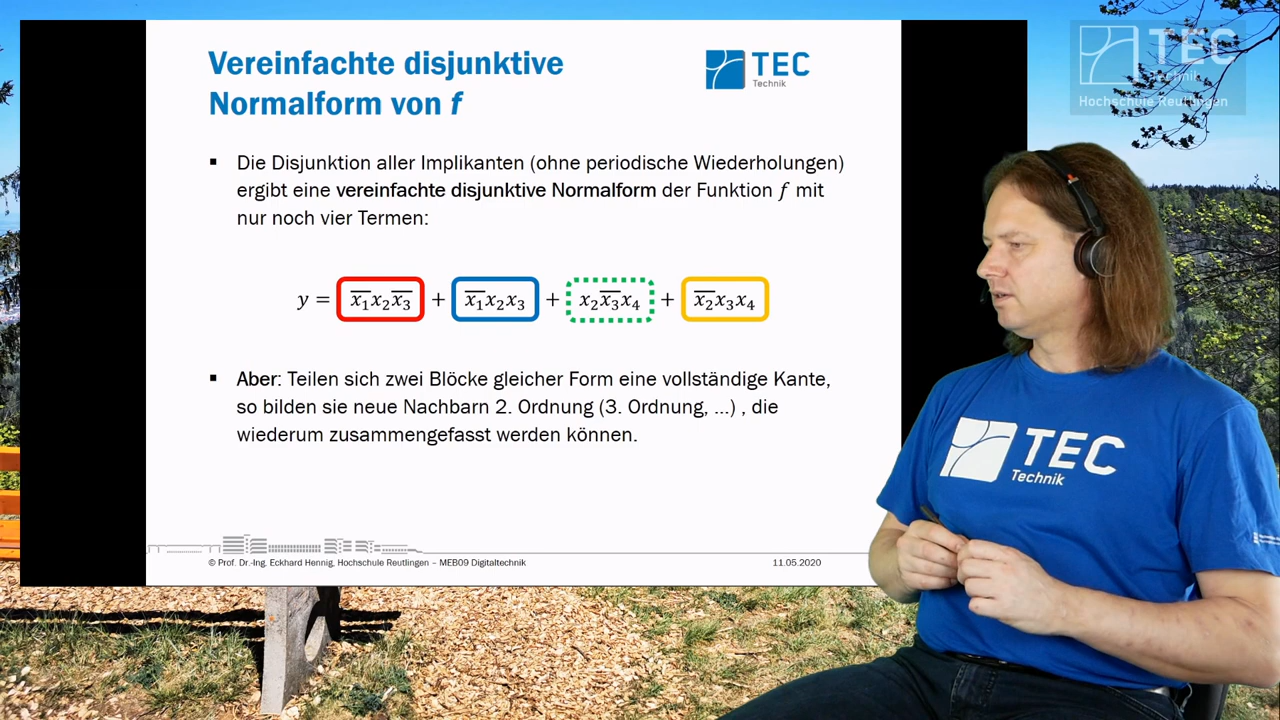 Vereinfachte disjunktive
Normalform von f
TEC
Technik
▪ Die Disjunktion aller Implikanten (ohne periodische Wiederholungen)
ergibt eine vereinfachte disjunktive Normalform der Funktion f mit
nur noch vier Termen:
y = x̅₁x₂x̅₃ + x̅₁x₂x₃ + x₂x̅₃x₄ + x̅₂x₃x₄
▪ Aber: Teilen sich zwei Blöcke gleicher Form eine vollständige Kante,
so bilden sie neue Nachbarn 2. Ordnung (3. Ordnung, ...) , die
wiederum zusammengefasst werden können.
© Prof. Dr.-Ing. Eckhard Hennig, Hochschule Reutlingen – MEB09 Digitaltechnik
11.05.2020
TEC
Technik
Hochschule Reutlingen
TEC
Technik